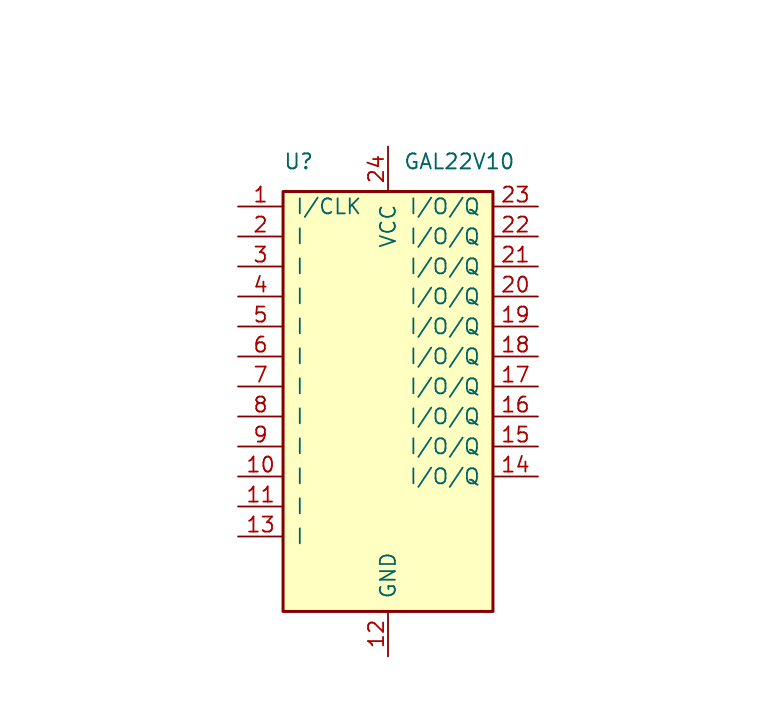 U? 24 GAL22V10
1 I/CLK VCC I/O/Q 23
2 I I/O/Q 22
3 I I/O/Q 21
4 I I/O/Q 20
5 I I/O/Q 19
6 I I/O/Q 18
7 I I/O/Q 17
8 I I/O/Q 16
9 I I/O/Q 15
10 I I/O/Q 14
11 I
13 I
GND
12